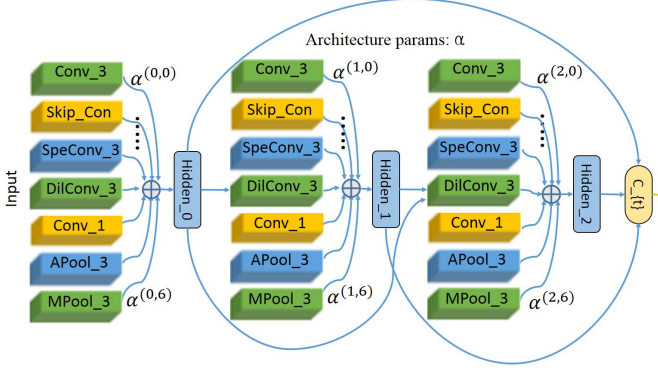 Architecture params: α
Input
Conv_3
Skip_Con
SpeConv_3
DilConv_3
Conv_1
APool_3
MPool_3
α(0,0)
α(0,6)
Hidden_0
Conv_3
Skip_Con
SpeConv_3
DilConv_3
Conv_1
APool_3
MPool_3
α(1,0)
α(1,6)
Hidden_1
Conv_3
Skip_Con
SpeConv_3
DilConv_3
Conv_1
APool_3
MPool_3
α(2,0)
α(2,6)
Hidden_2
C_{t}